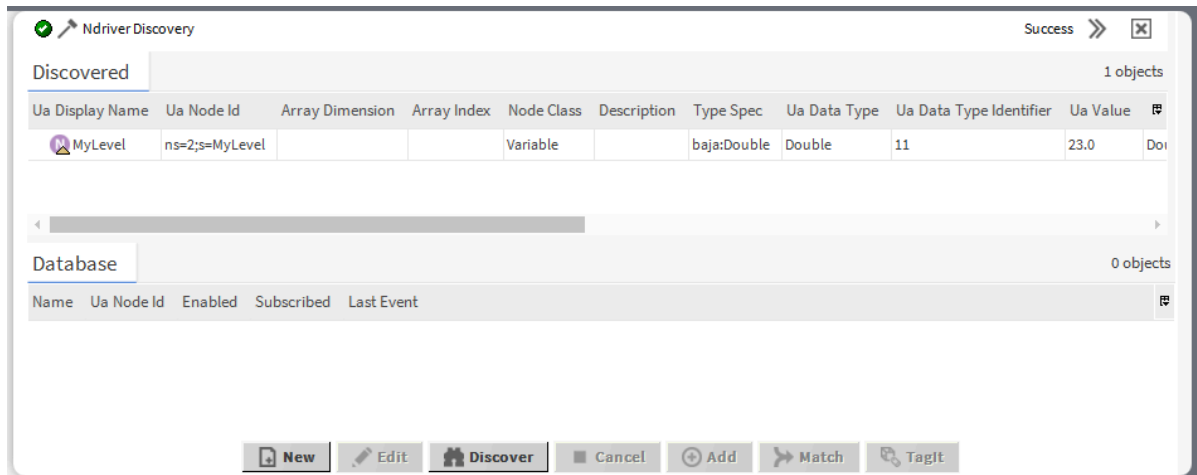 Ndriver Discovery Success
Discovered 1 objects
Ua Display Name Ua Node Id Array Dimension Array Index Node Class Description Type Spec Ua Data Type Ua Data Type Identifier Ua Value
MyLevel ns=2;s=MyLevel Variable baja:Double Double 11 23.0
Database 0 objects
Name Ua Node Id Enabled Subscribed Last Event
New Edit Discover Cancel Add Match TagIt